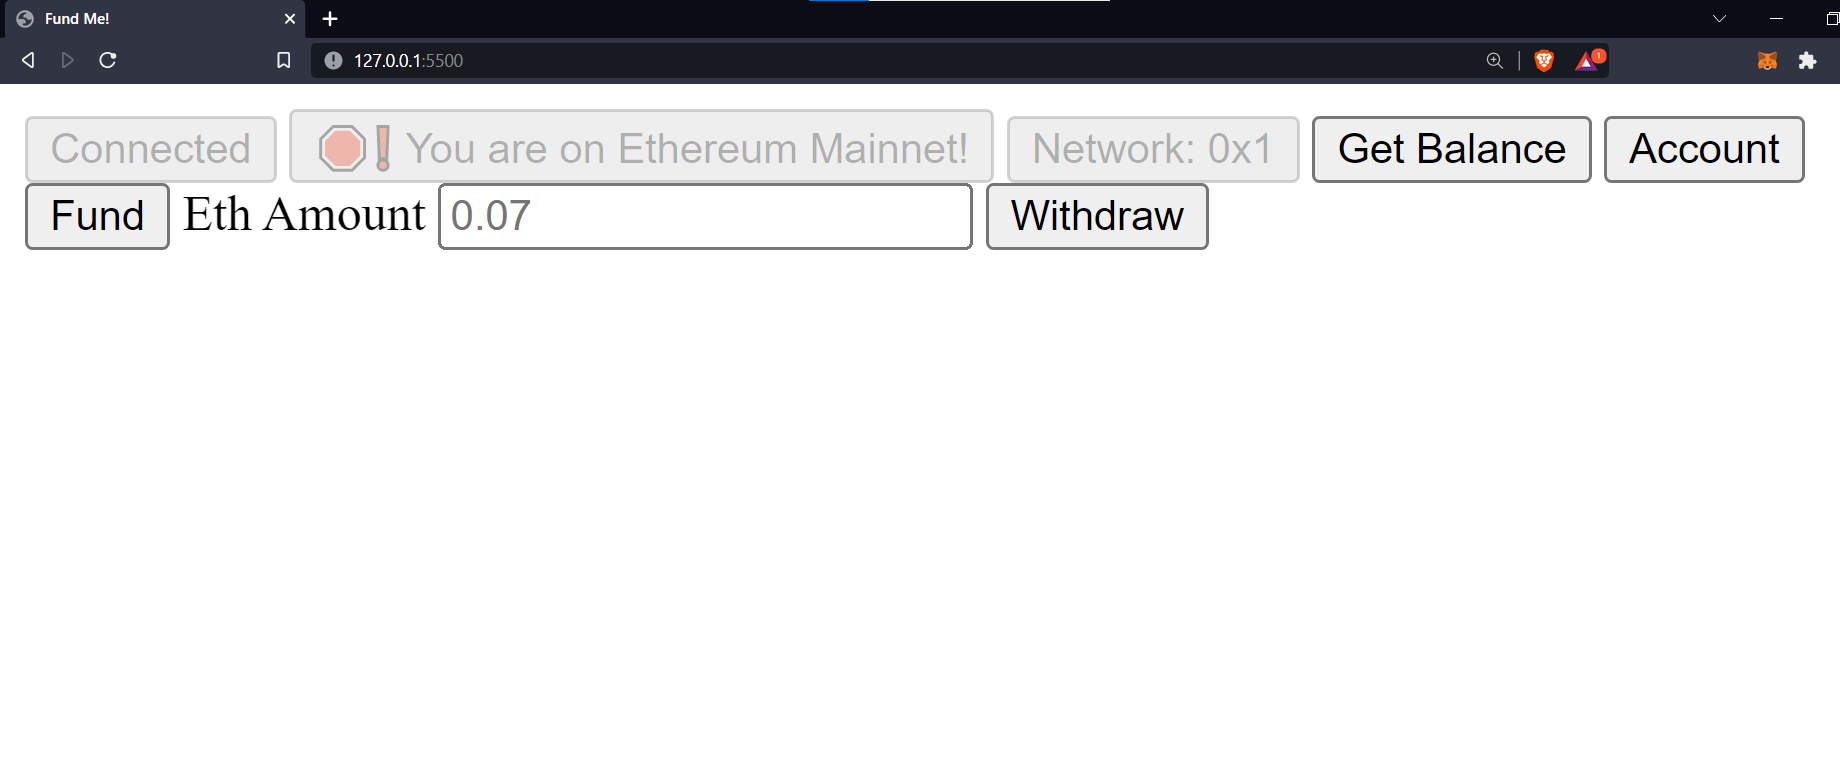 Fund Me!
127.0.0.1:5500
1
Connected ❗ You are on Ethereum Mainnet! Network: 0x1 Get Balance Account
Fund Eth Amount 0.07 Withdraw